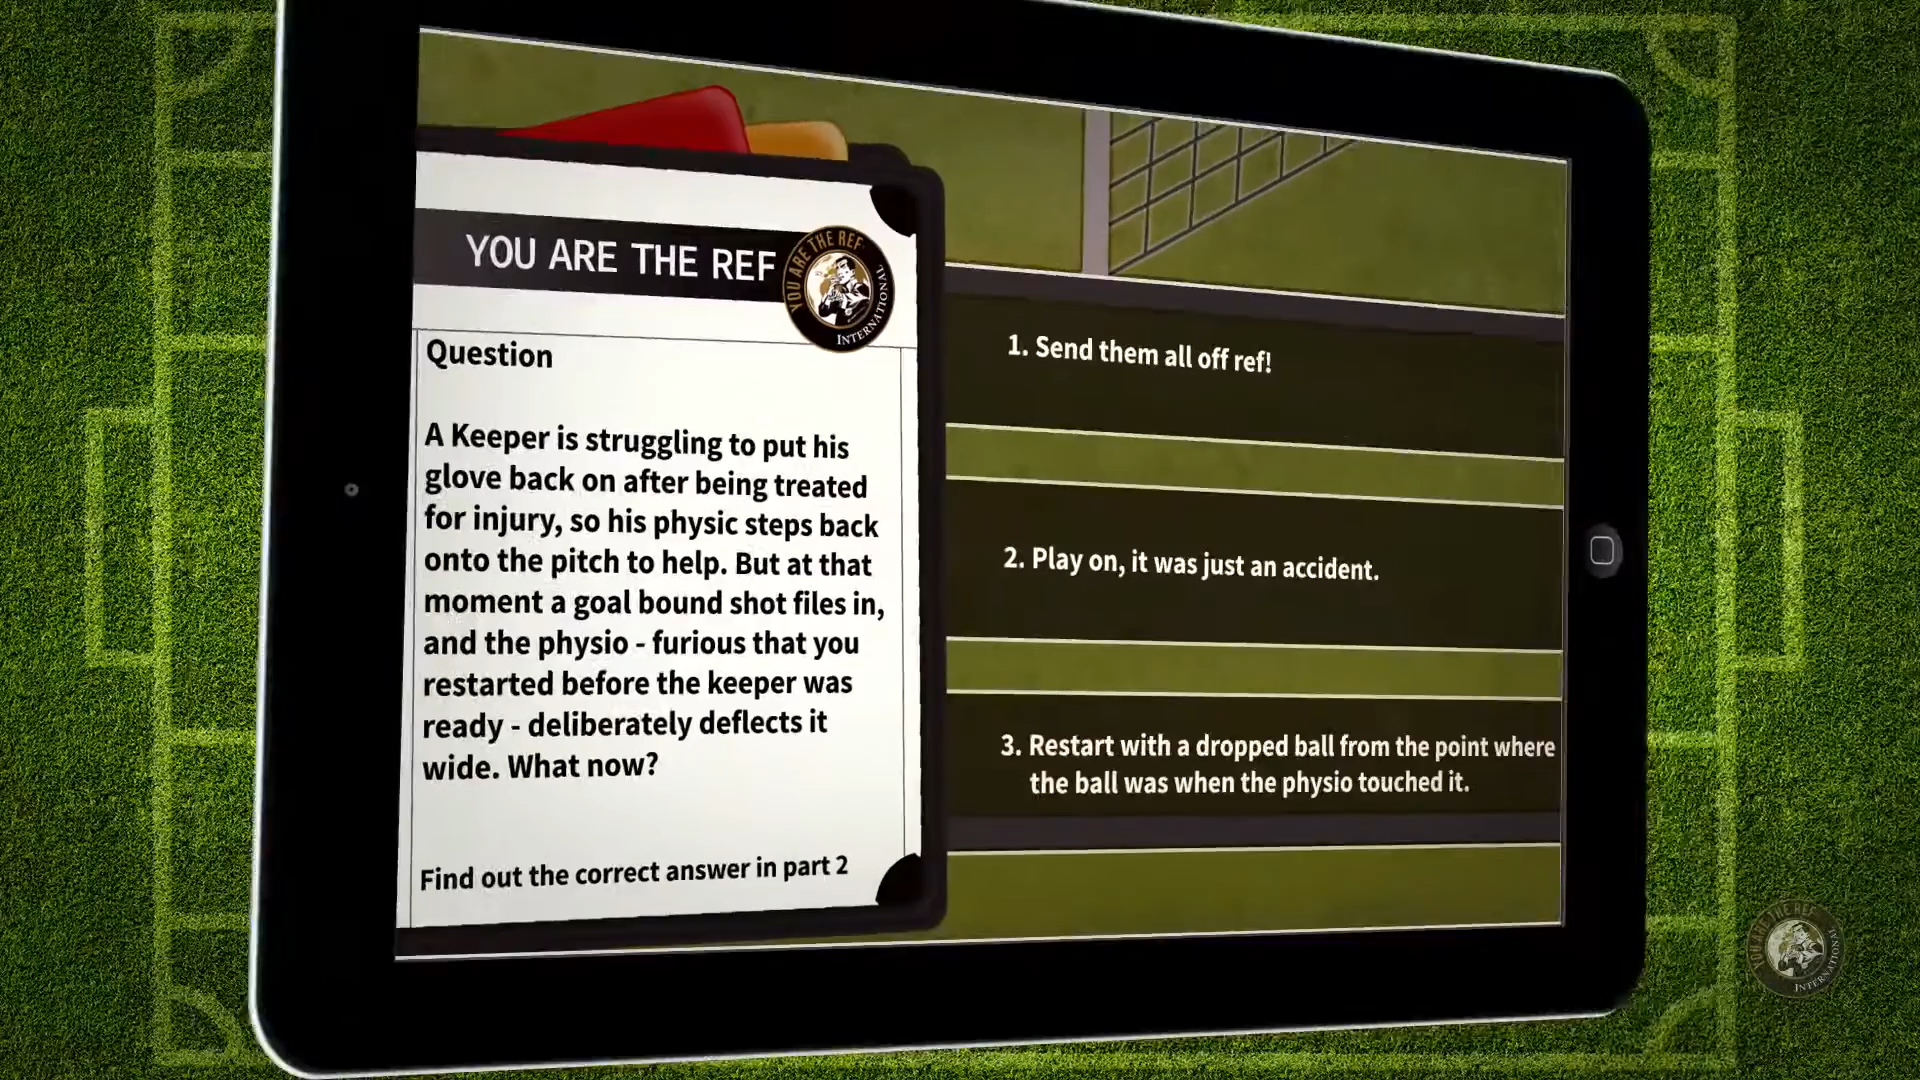 YOU ARE THE REF
YOU ARE THE REF
INTERNATIONAL
Question
A Keeper is struggling to put his
glove back on after being treated
for injury, so his physic steps back
onto the pitch to help. But at that
moment a goal bound shot files in,
and the physio - furious that you
restarted before the keeper was
ready - deliberately deflects it
wide. What now?
Find out the correct answer in part 2
1. Send them all off ref!
2. Play on, it was just an accident.
3. Restart with a dropped ball from the point where
the ball was when the physio touched it.
YOU ARE THE REF
INTERNATIONAL